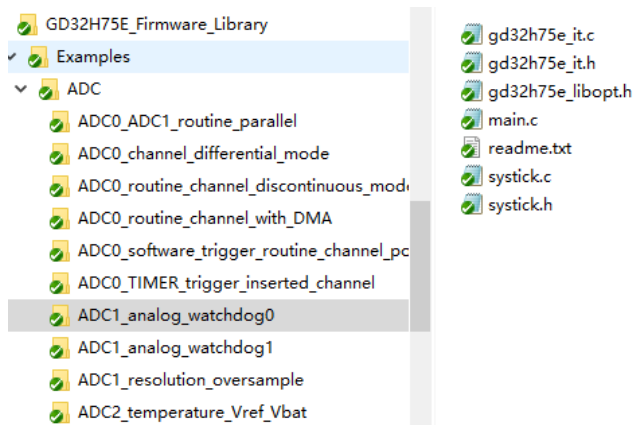 GD32H75E_Firmware_Library
Examples
ADC
ADC0_ADC1_routine_parallel
ADC0_channel_differential_mode
ADC0_routine_channel_discontinuous_mod
ADC0_routine_channel_with_DMA
ADC0_software_trigger_routine_channel_pc
ADC0_TIMER_trigger_inserted_channel
ADC1_analog_watchdog0
ADC1_analog_watchdog1
ADC1_resolution_oversample
ADC2_temperature_Vref_Vbat
gd32h75e_it.c
gd32h75e_it.h
gd32h75e_libopt.h
main.c
readme.txt
systick.c
systick.h